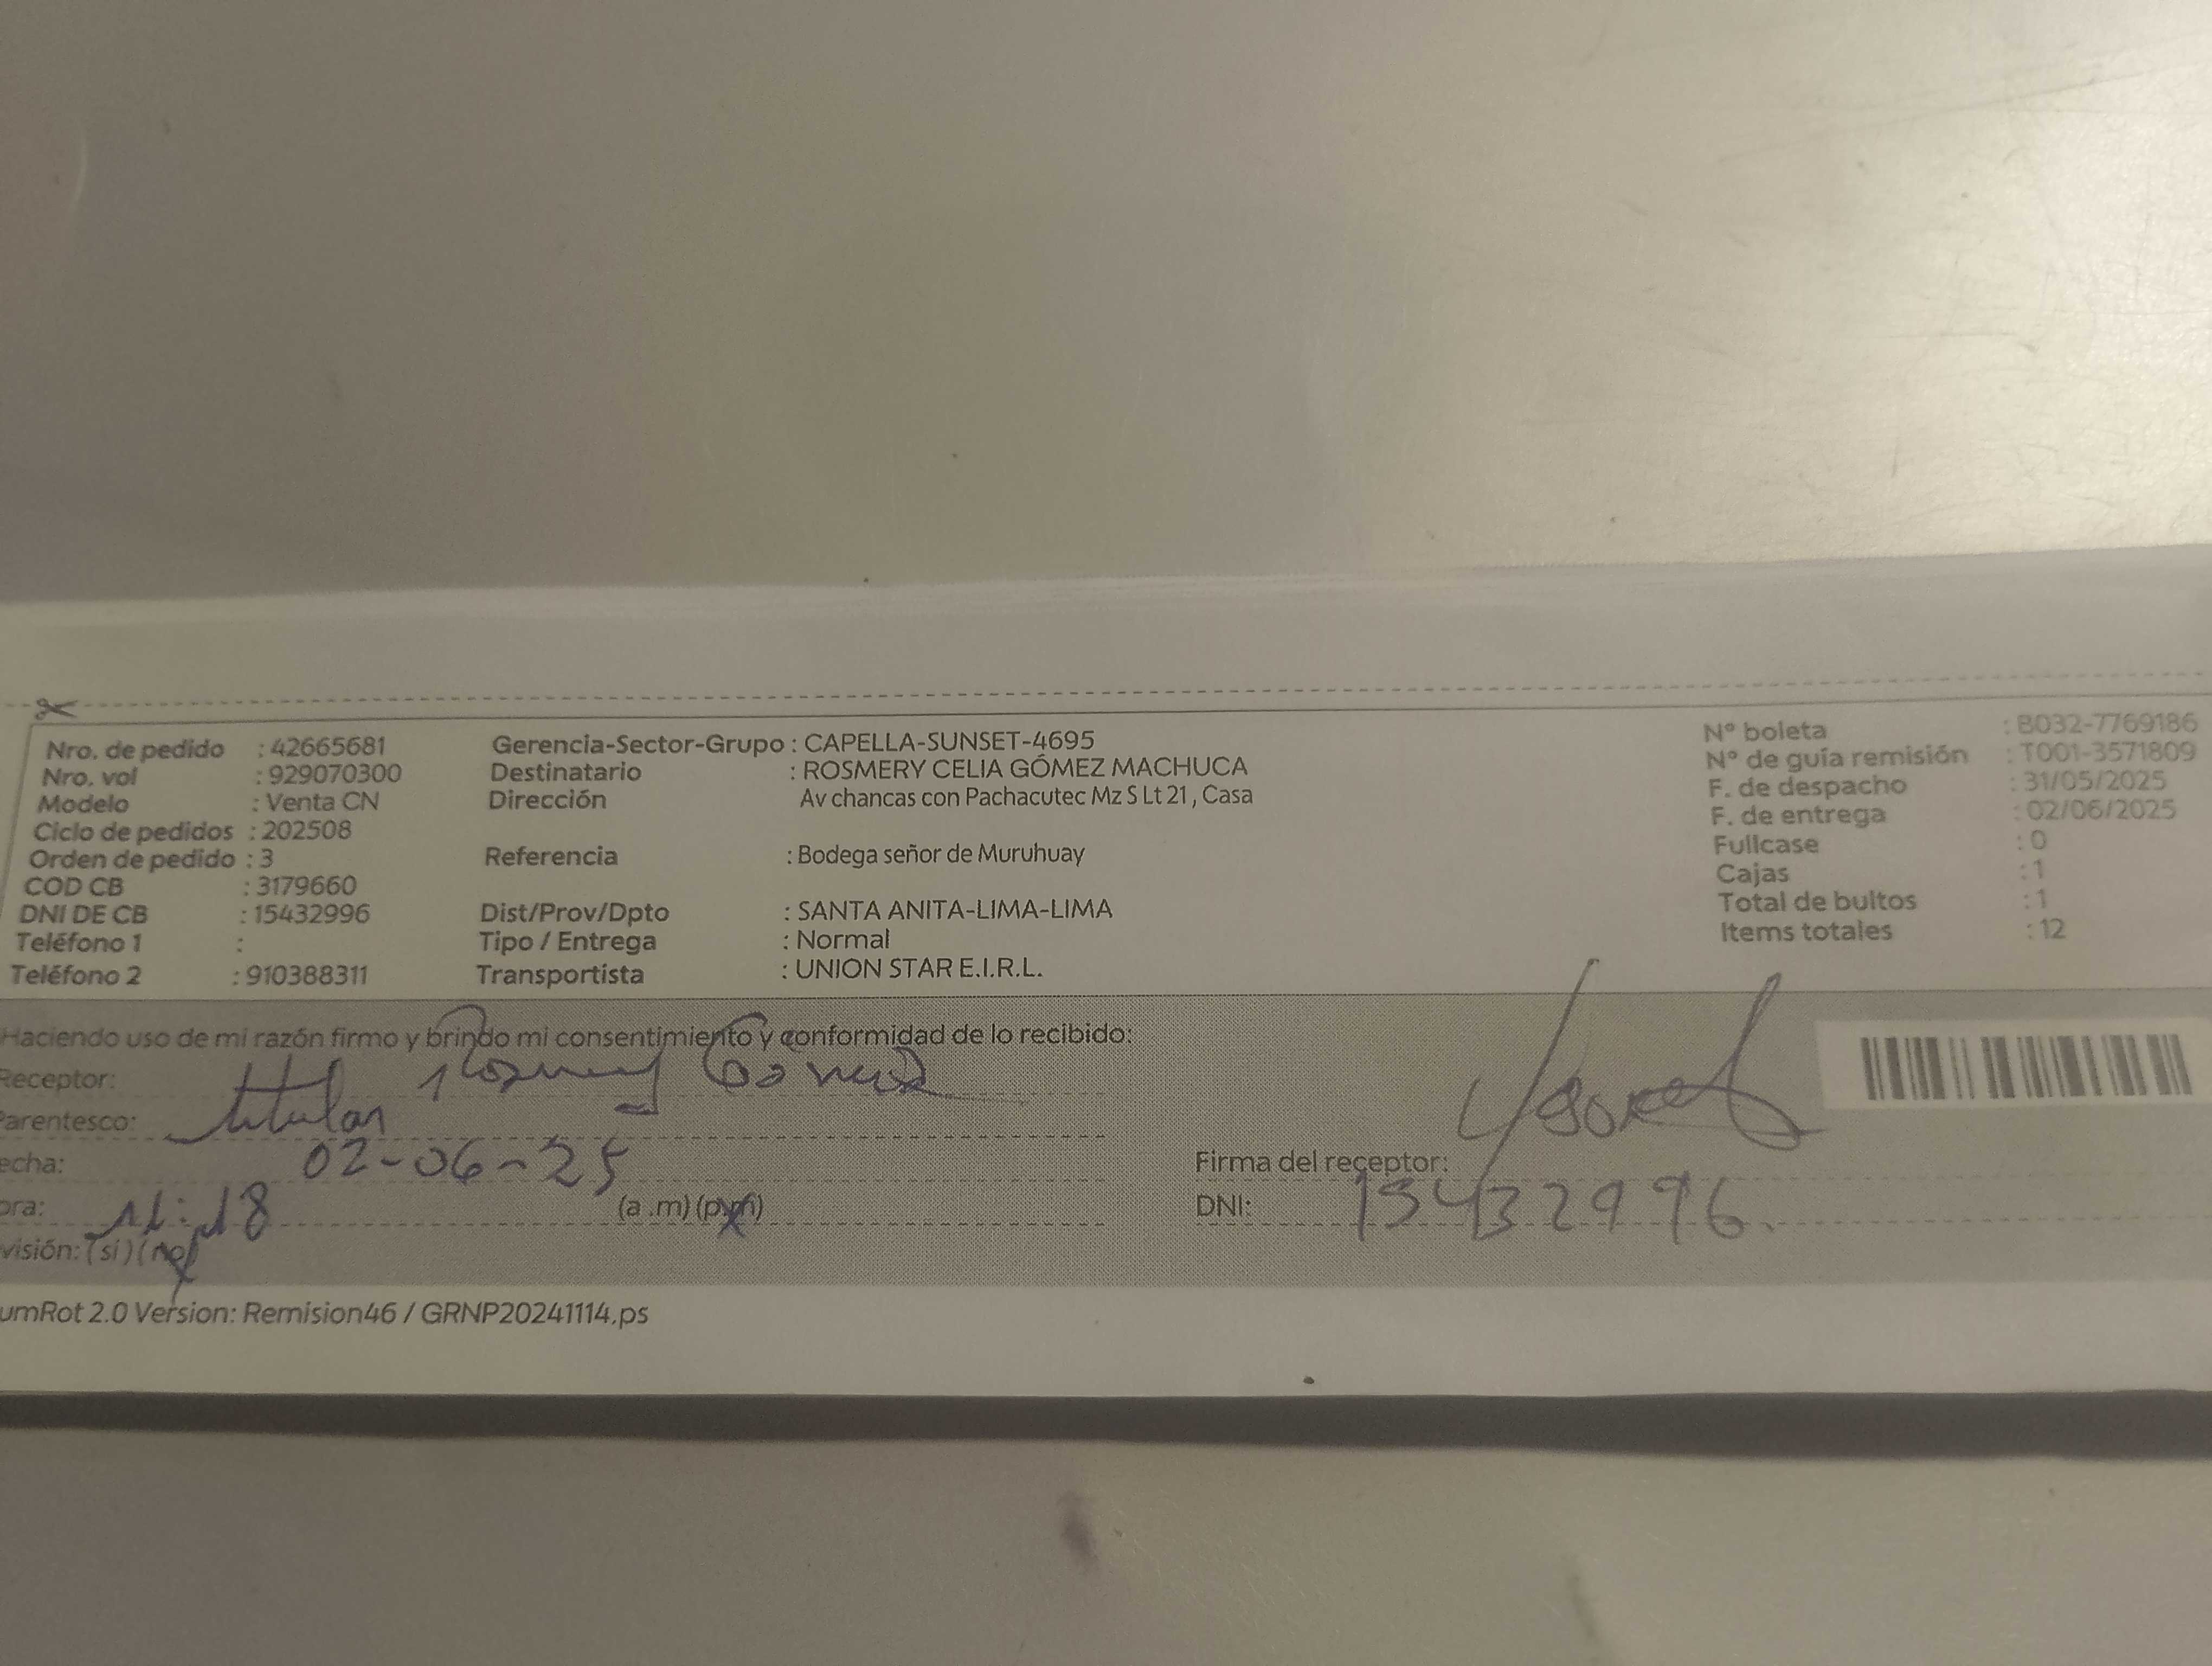 Nro. de pedido : 42665681
Nro. vol : 929070300
Modelo : Venta CN
Ciclo de pedidos : 202508
Orden de pedido : 3
COD CB : 3179660
DNI DE CB : 15432996
Teléfono 1 :
Teléfono 2 : 910388311
Gerencia-Sector-Grupo : CAPELLA-SUNSET-4695
Destinatario : ROSMERY CELIA GÓMEZ MACHUCA
Dirección Av chancas con Pachacutec Mz S Lt 21 , Casa
Referencia : Bodega señor de Muruhuay
Dist/Prov/Dpto : SANTA ANITA-LIMA-LIMA
Tipo / Entrega : Normal
Transportista : UNION STAR E.I.R.L.
N° boleta : B032-7769186
N° de guía remisión : T001-3571809
F. de despacho : 31/05/2025
F. de entrega : 02/06/2025
Fullcase : 0
Cajas : 1
Total de bultos : 1
Items totales : 12
Haciendo uso de mi razón firmo y brindo mi consentimiento y conformidad de lo recibido:
Receptor:
Parentesco: titular
echa: 02-06-25
ora: (a .m) (p.m)
visión: (si) (no)
Firma del receptor:
DNI: 15432996.
umRot 2.0 Version: Remision46 / GRNP20241114.ps